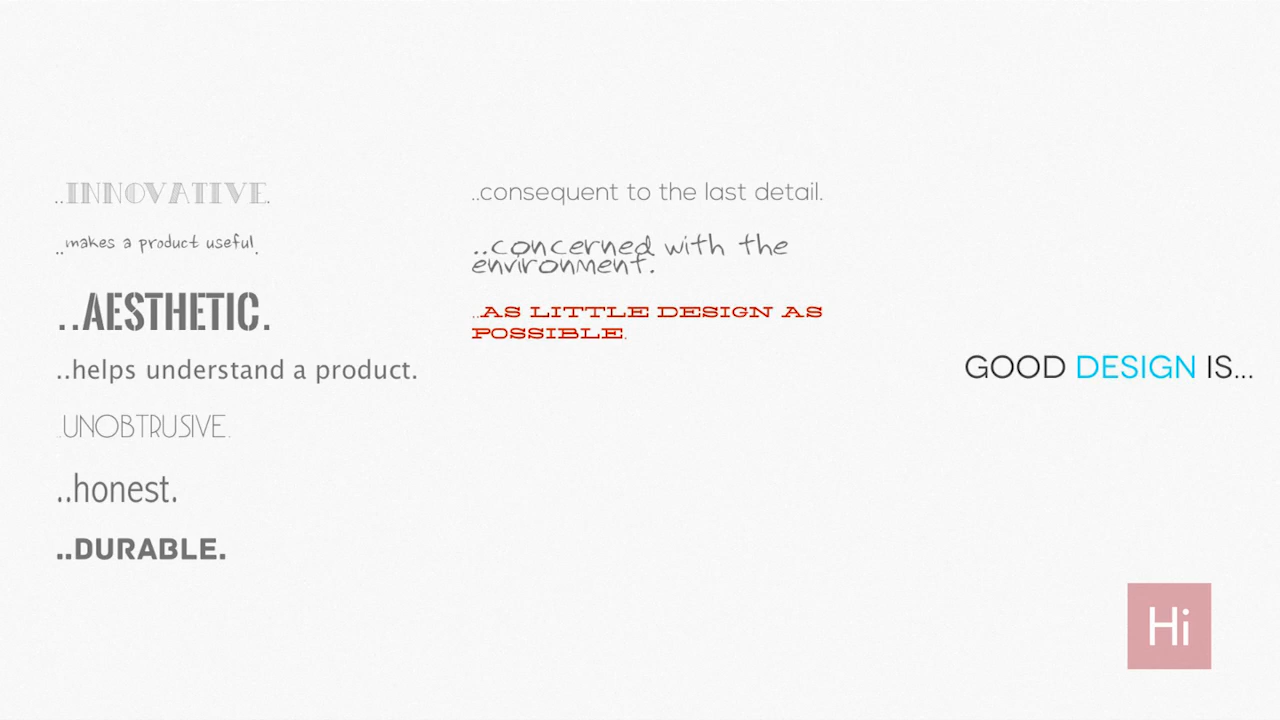 ..INNOVATIVE.
..makes a product useful.
..AESTHETIC.
..helps understand a product.
..UNOBTRUSIVE.
..honest.
..DURABLE.
..consequent to the last detail.
..concerned with the
environment.
..AS LITTLE DESIGN AS
POSSIBLE.
GOOD DESIGN IS...
Hi